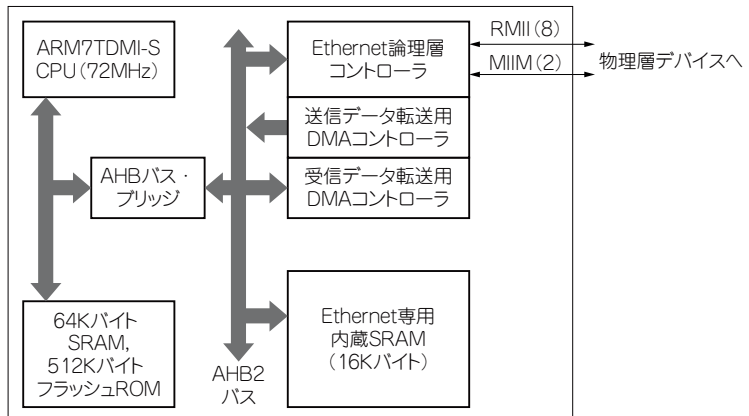 ARM7TDMI-S
CPU(72MHz)
Ethernet論理層
コントローラ
RMII(8)
MIIM(2)
物理層デバイスへ
送信データ転送用
DMAコントローラ
AHBバス・
ブリッジ
受信データ転送用
DMAコントローラ
64Kバイト
SRAM,
512Kバイト
フラッシュROM
AHB2
バス
Ethernet専用
内蔵SRAM
(16Kバイト)